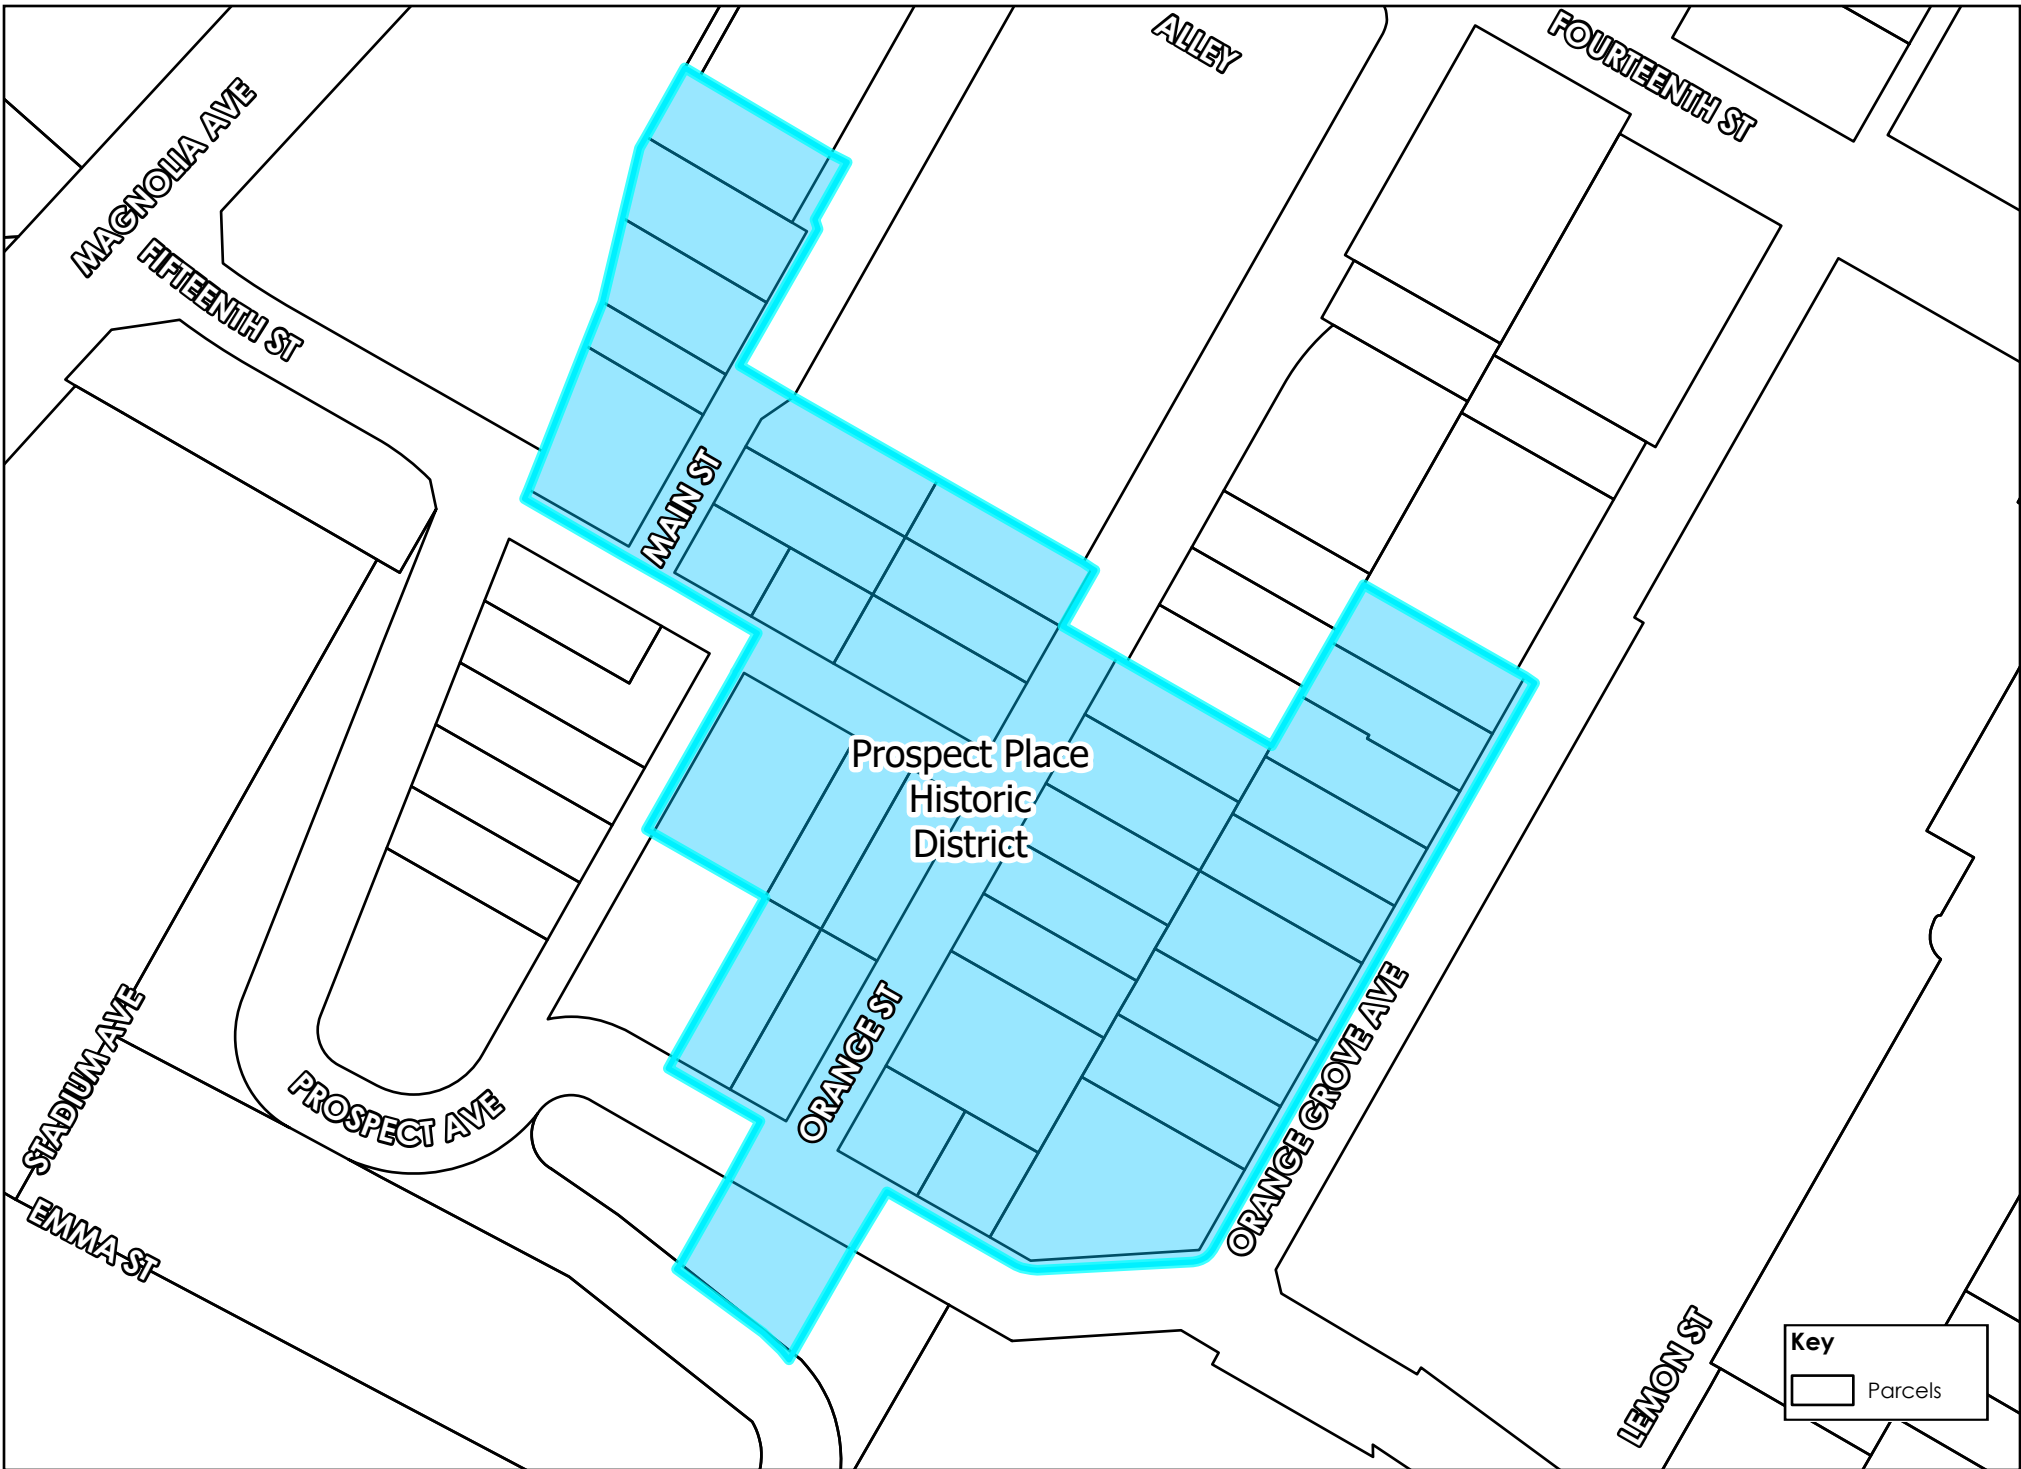 ALLEY
FOURTEENTH ST
MAGNOLIA AVE
FIFTEENTH ST
MAIN ST
Prospect Place
Historic
District
ORANGE ST
ORANGE GROVE AVE
STADIUM AVE
PROSPECT AVE
EMMA ST
LEMON ST
Key
Parcels